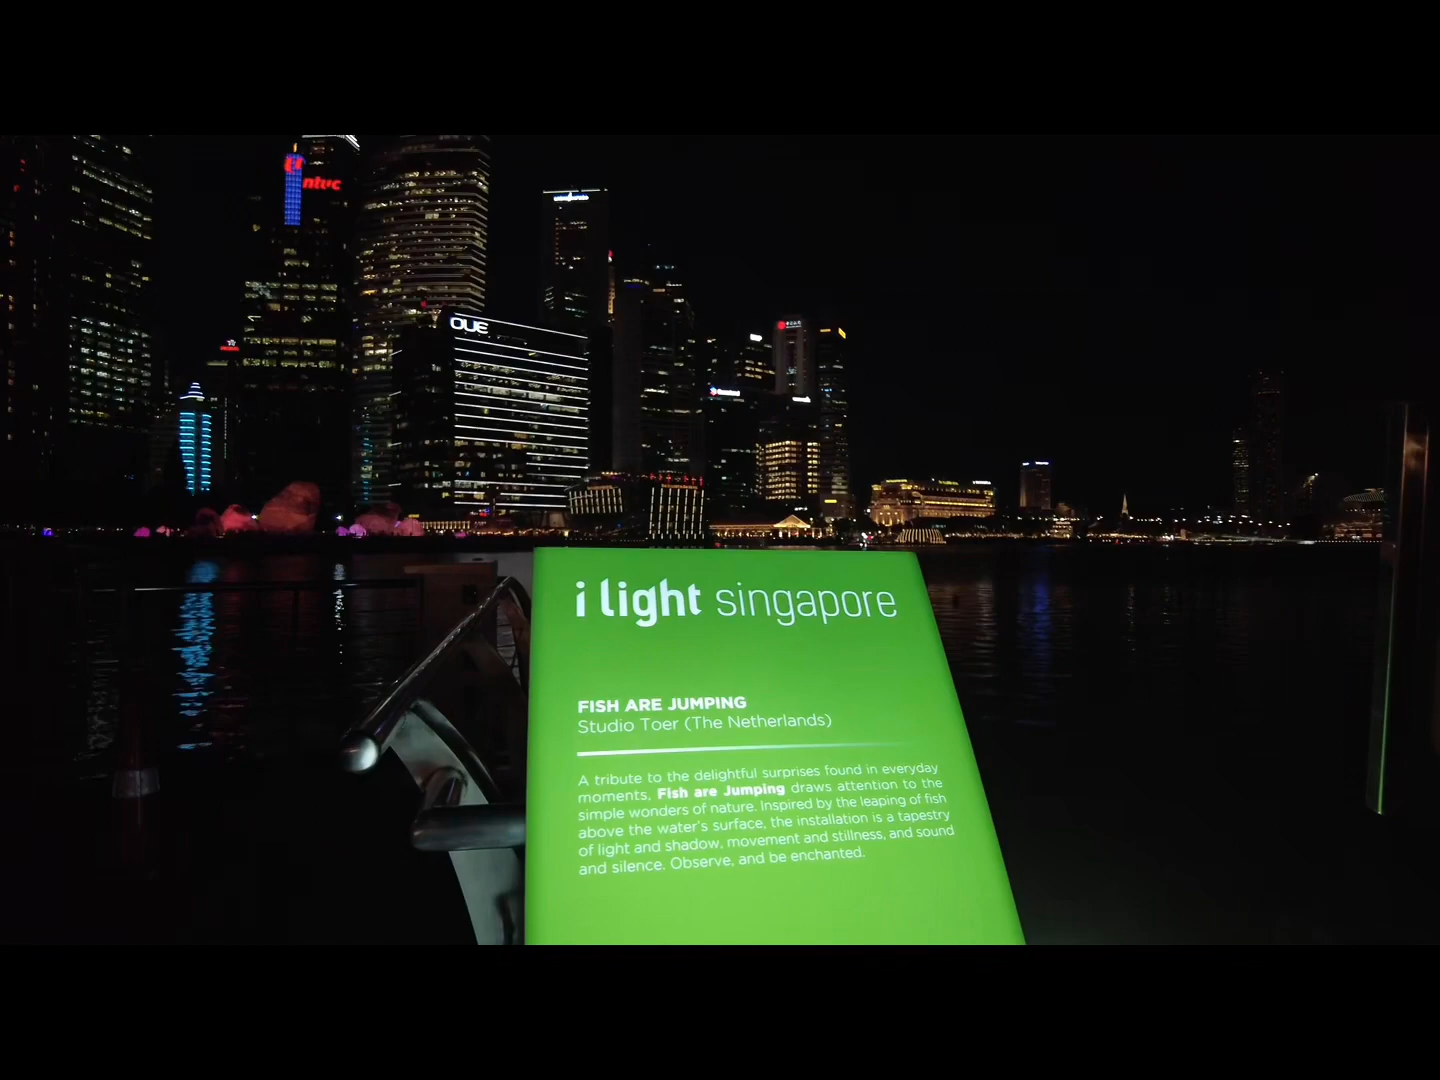 ntuc
OUE
i light singapore
FISH ARE JUMPING
Studio Toer (The Netherlands)
A tribute to the delightful surprises found in everyday
moments, Fish are Jumping draws attention to the
simple wonders of nature. Inspired by the leaping of fish
above the water's surface, the installation is a tapestry
of light and shadow, movement and stillness, and sound
and silence. Observe, and be enchanted.